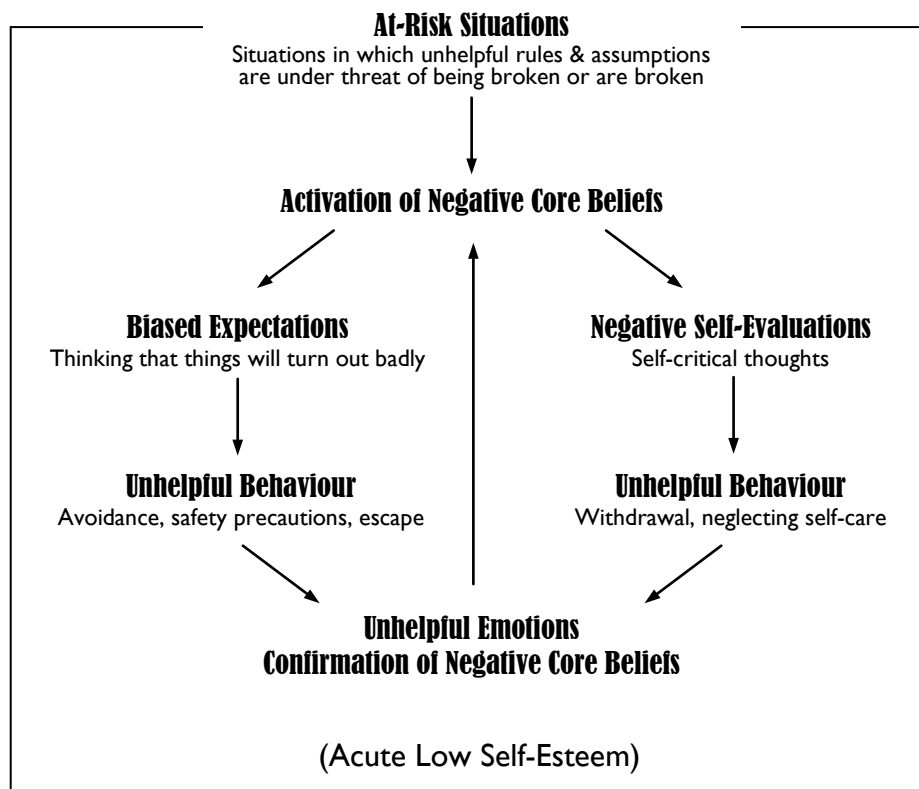 At-Risk Situations
Situations in which unhelpful rules & assumptions
are under threat of being broken or are broken
Activation of Negative Core Beliefs
Biased Expectations
Thinking that things will turn out badly
Negative Self-Evaluations
Self-critical thoughts
Unhelpful Behaviour
Avoidance, safety precautions, escape
Unhelpful Behaviour
Withdrawal, neglecting self-care
Unhelpful Emotions
Confirmation of Negative Core Beliefs
(Acute Low Self-Esteem)